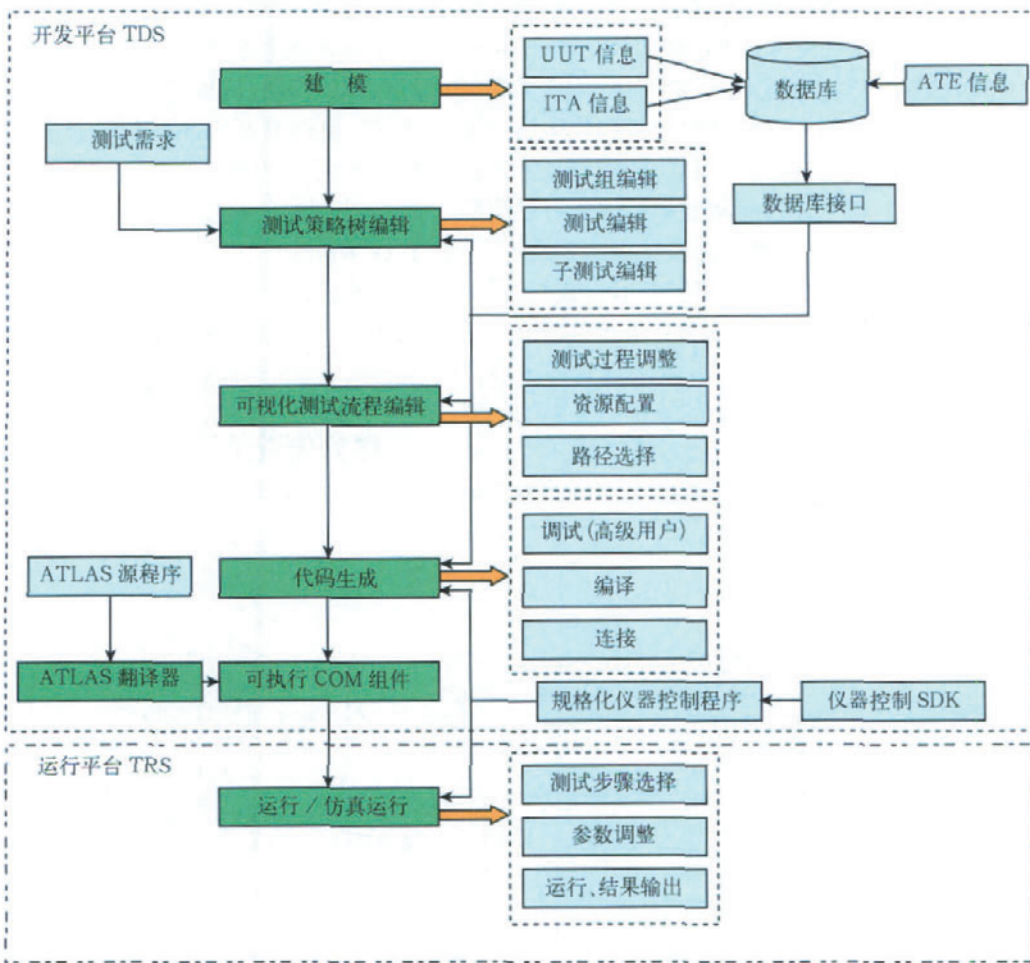 开发平台 TDS
建 模
UUT 信息
ITA 信息
数据库
ATE 信息
测试需求
数据库接口
测试策略树编辑
测试组编辑
测试编辑
子测试编辑
可视化测试流程编辑
测试过程调整
资源配置
路径选择
ATLAS 源程序
代码生成
调试(高级用户)
编译
连接
ATLAS 翻译器
可执行 COM 组件
规格化仪器控制程序
仪器控制 SDK
运行平台 TRS
运行 / 仿真运行
测试步骤选择
参数调整
运行、结果输出